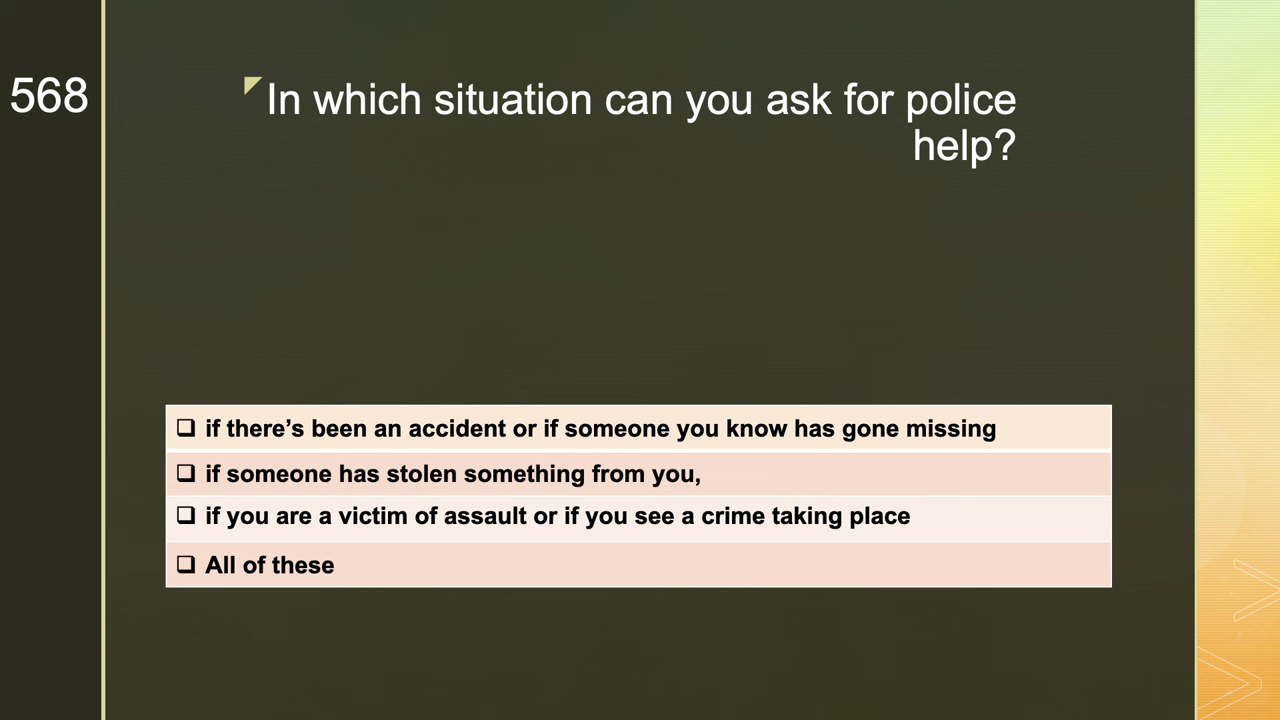 568
In which situation can you ask for police
help?
❑ if there’s been an accident or if someone you know has gone missing
❑ if someone has stolen something from you,
❑ if you are a victim of assault or if you see a crime taking place
❑ All of these